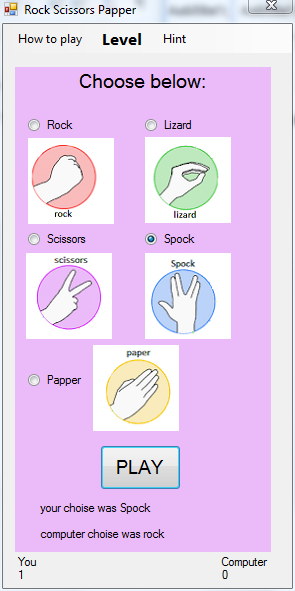 Rock Scissors Papper
How to play Level Hint
Choose below:
Rock Lizard
rock lizard
Scissors Spock
scissors Spock
paper
Papper
PLAY
your choise was Spock
computer choise was rock
You Computer
1 0